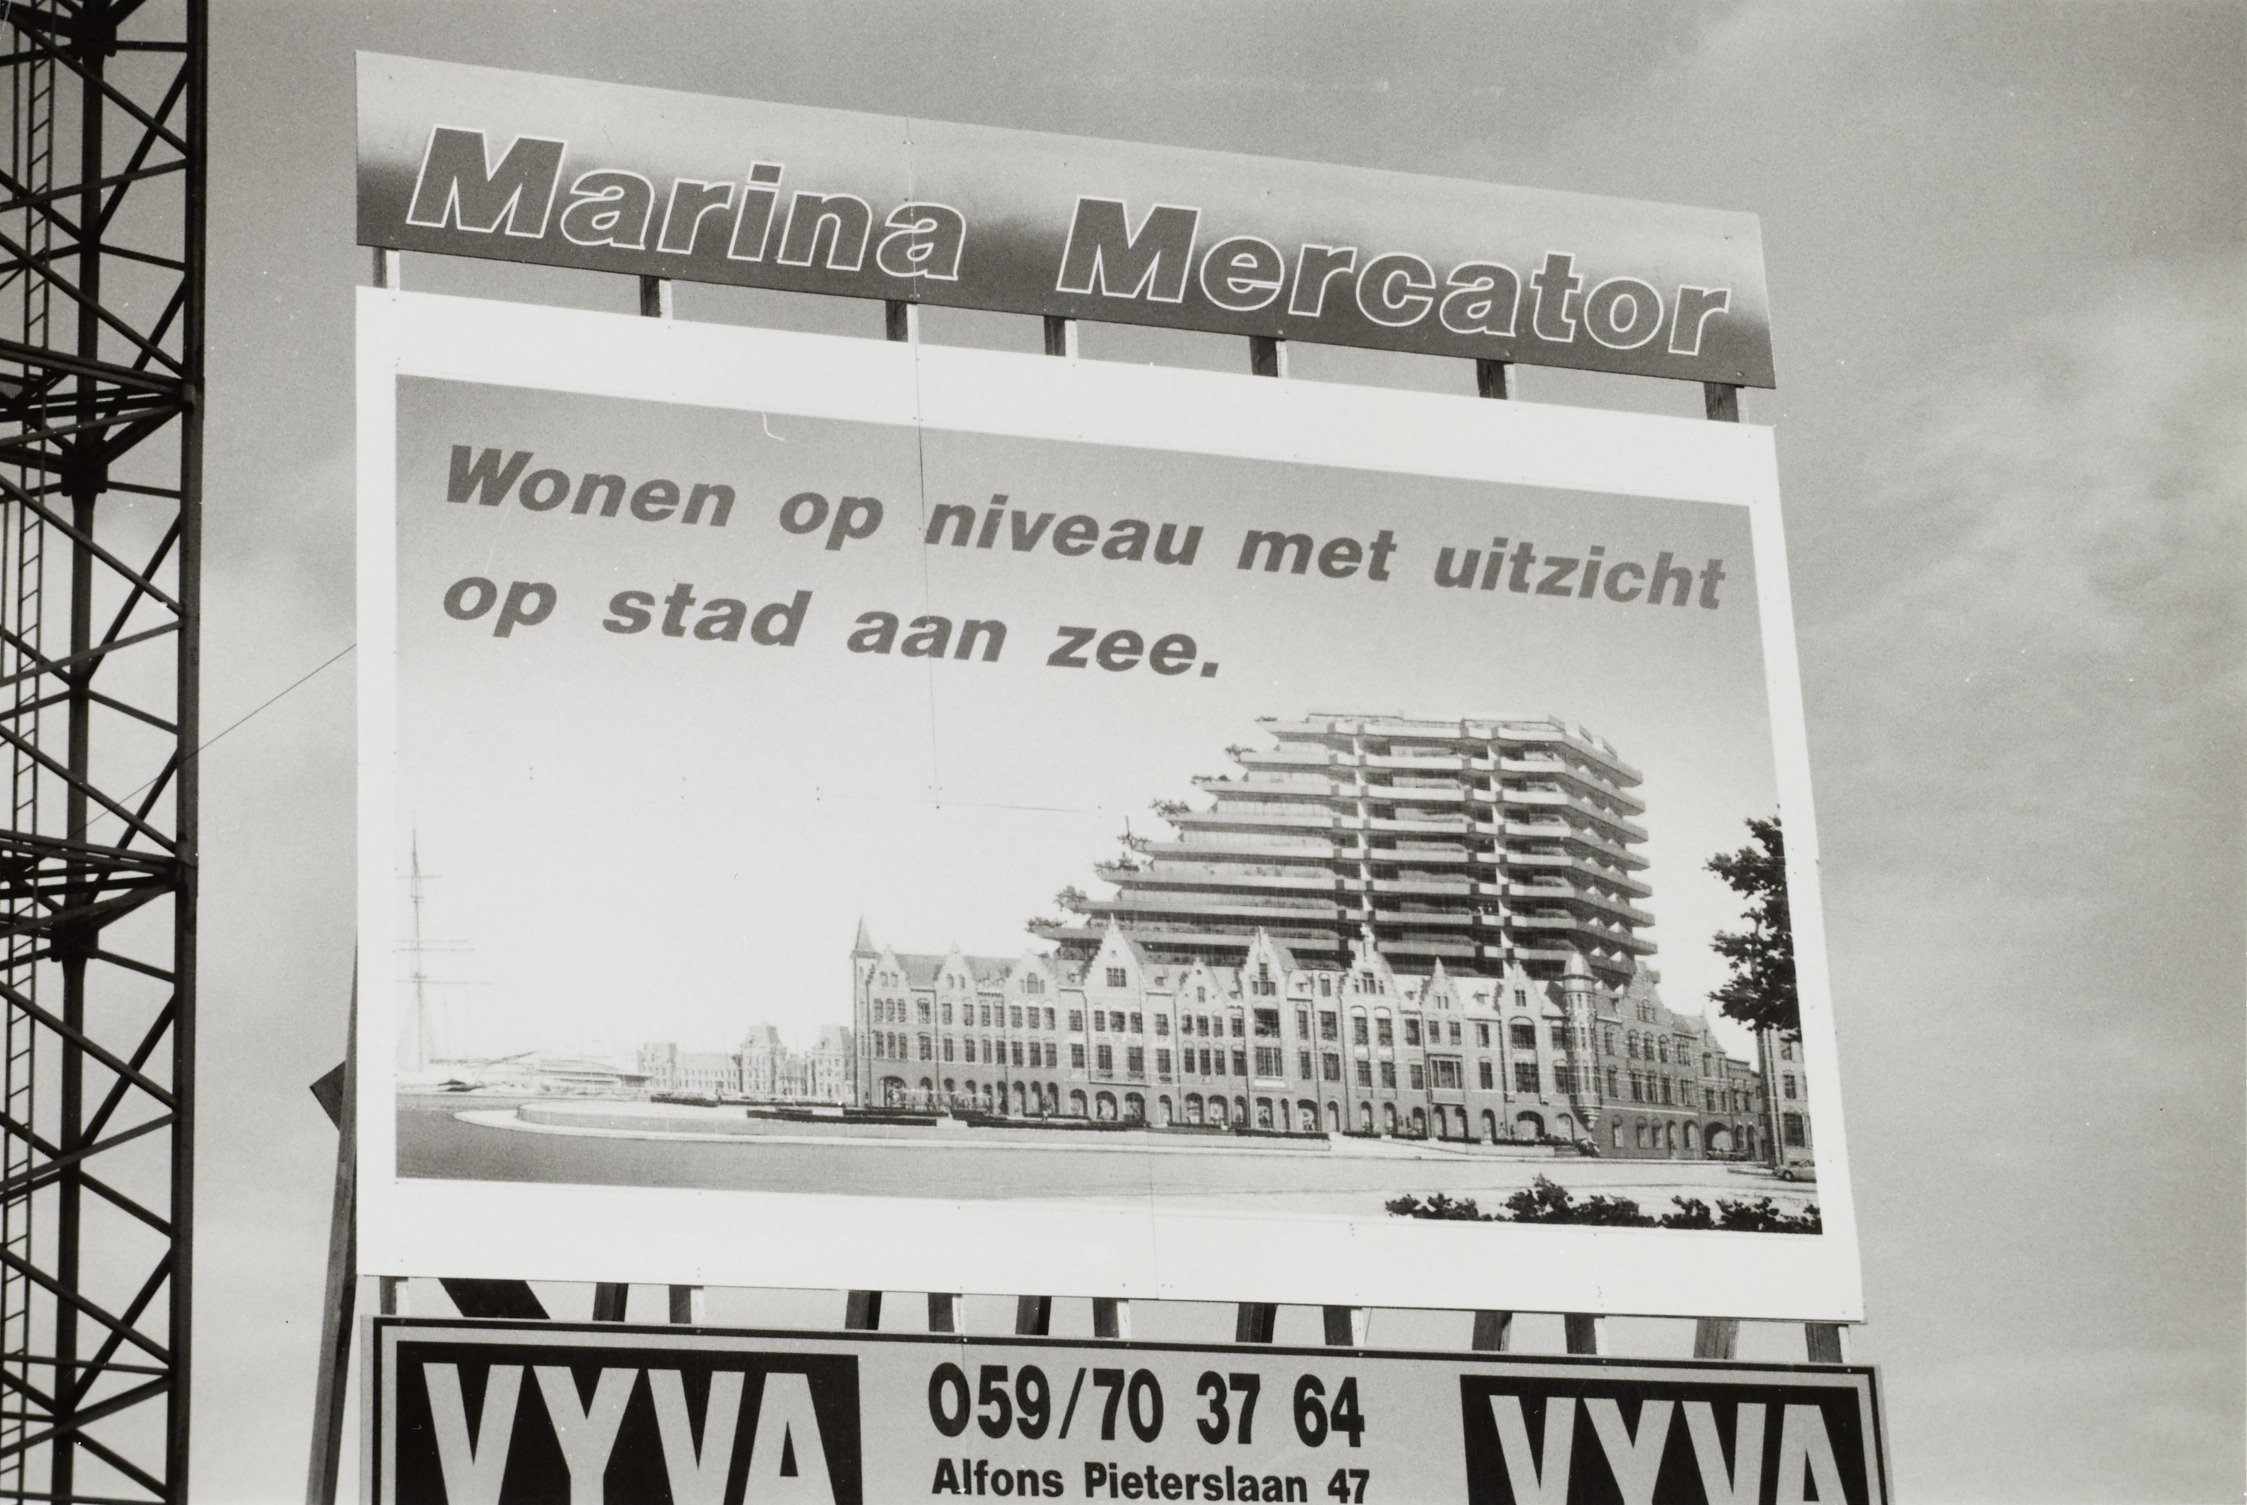 Marina Mercator
Wonen op niveau met uitzicht
op stad aan zee.
VYVA
059/70 37 64
Alfons Pieterslaan 47
VYVA